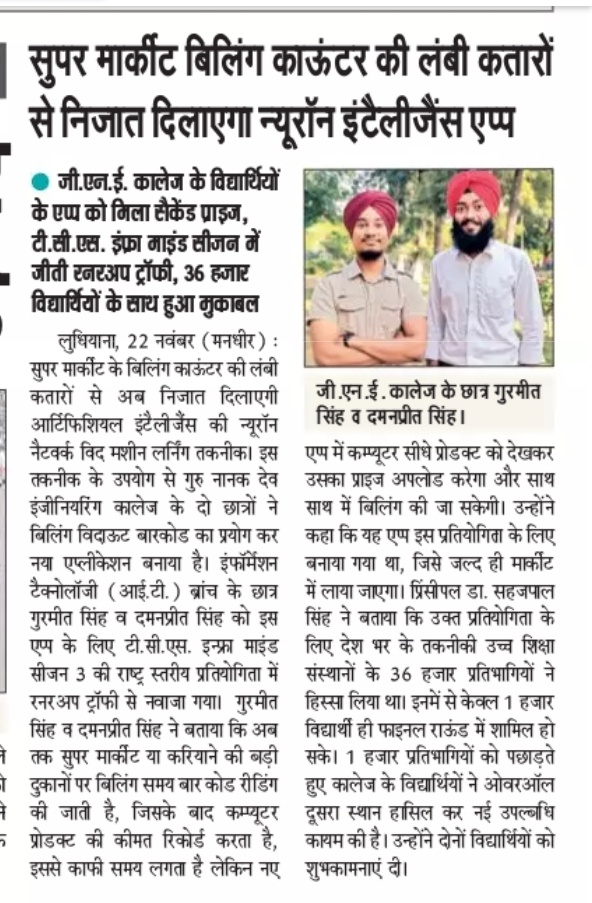 सुपर मार्कीट बिलिंग काऊंटर की लंबी कतारों
से निजात दिलाएगा न्यूरॉन इंटैलीजैंस एप्प
जी.एन.ई. कालेज के विद्यार्थियों
के एप्प को मिला सैकेंड प्राइज,
टी.सी.एस. इंफ्रा माइंड सीजन में
जीती रनरअप ट्रॉफी, 36 हजार
विद्यार्थियों के साथ हुआ मुकाबल
लुधियाना, 22 नवंबर (मनधीर) :
सुपर मार्कीट के बिलिंग काऊंटर की लंबी
कतारों से अब निजात दिलाएगी
आर्टिफिशियल इंटैलीजैंस की न्यूरॉन
नैटवर्क विद मशीन लर्निंग तकनीक। इस
तकनीक के उपयोग से गुरु नानक देव
इंजीनियरिंग कालेज के दो छात्रों ने
बिलिंग विदाऊट बारकोड का प्रयोग कर
नया एप्लीकेशन बनाया है। इंफॉर्मेशन
टैक्नोलॉजी (आई.टी.) ब्रांच के छात्र
गुरमीत सिंह व दमनप्रीत सिंह को इस
एप्प के लिए टी.सी.एस. इन्फ्रा माइंड
सीजन 3 की राष्ट्र स्तरीय प्रतियोगिता में
रनरअप ट्रॉफी से नवाजा गया। गुरमीत
सिंह व दमनप्रीत सिंह ने बताया कि अब
तक सुपर मार्कीट या करियाने की बड़ी
दुकानों पर बिलिंग समय बार कोड रीडिंग
की जाती है, जिसके बाद कम्प्यूटर
प्रोडक्ट की कीमत रिकोर्ड करता है,
इससे काफी समय लगता है लेकिन नए
जी.एन.ई. कालेज के छात्र गुरमीत
सिंह व दमनप्रीत सिंह।
एप्प में कम्प्यूटर सीधे प्रोडक्ट को देखकर
उसका प्राइज अपलोड करेगा और साथ
साथ में बिलिंग की जा सकेगी। उन्होंने
कहा कि यह एप्प इस प्रतियोगिता के लिए
बनाया गया था, जिसे जल्द ही मार्कीट
में लाया जाएगा। प्रिंसीपल डा. सहजपाल
सिंह ने बताया कि उक्त प्रतियोगिता के
लिए देश भर के तकनीकी उच्च शिक्षा
संस्थानों के 36 हजार प्रतिभागियों ने
हिस्सा लिया था। इनमें से केवल 1 हजार
विद्यार्थी ही फाइनल राऊंड में शामिल हो
सके। 1 हजार प्रतिभागियों को पछाड़ते
हुए कालेज के विद्यार्थियों ने ओवरऑल
दूसरा स्थान हासिल कर नई उपलब्धि
कायम की है। उन्होंने दोनों विद्यार्थियों को
शुभकामनाएं दी।